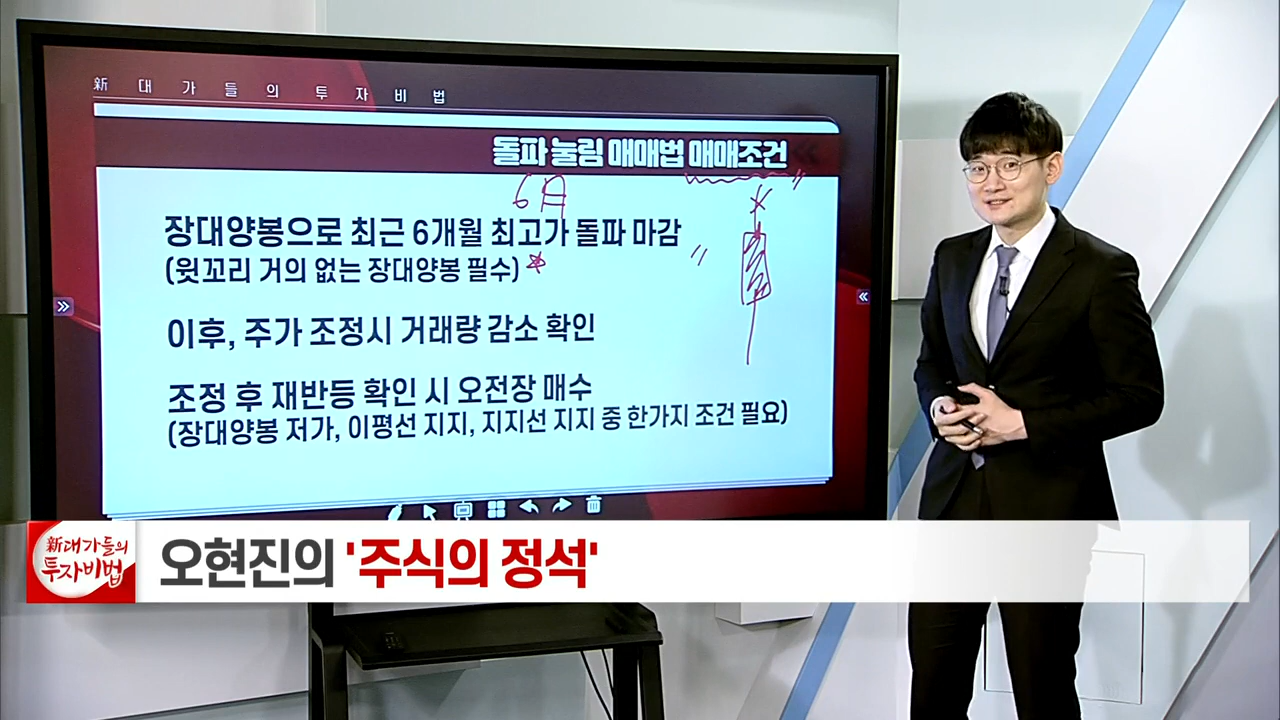 新 대가들의 투자비법
돌파 눌림 매매법 매매조건
6月
장대양봉으로 최근 6개월 최고가 돌파 마감
(윗꼬리 거의 없는 장대양봉 필수)
이후, 주가 조정시 거래량 감소 확인
조정 후 재반등 확인 시 오전장 매수
(장대양봉 저가, 이평선 지지, 지지선 지지 중 한가지 조건 필요)
新대가들의
투자비법
오현진의 '주식의 정석'